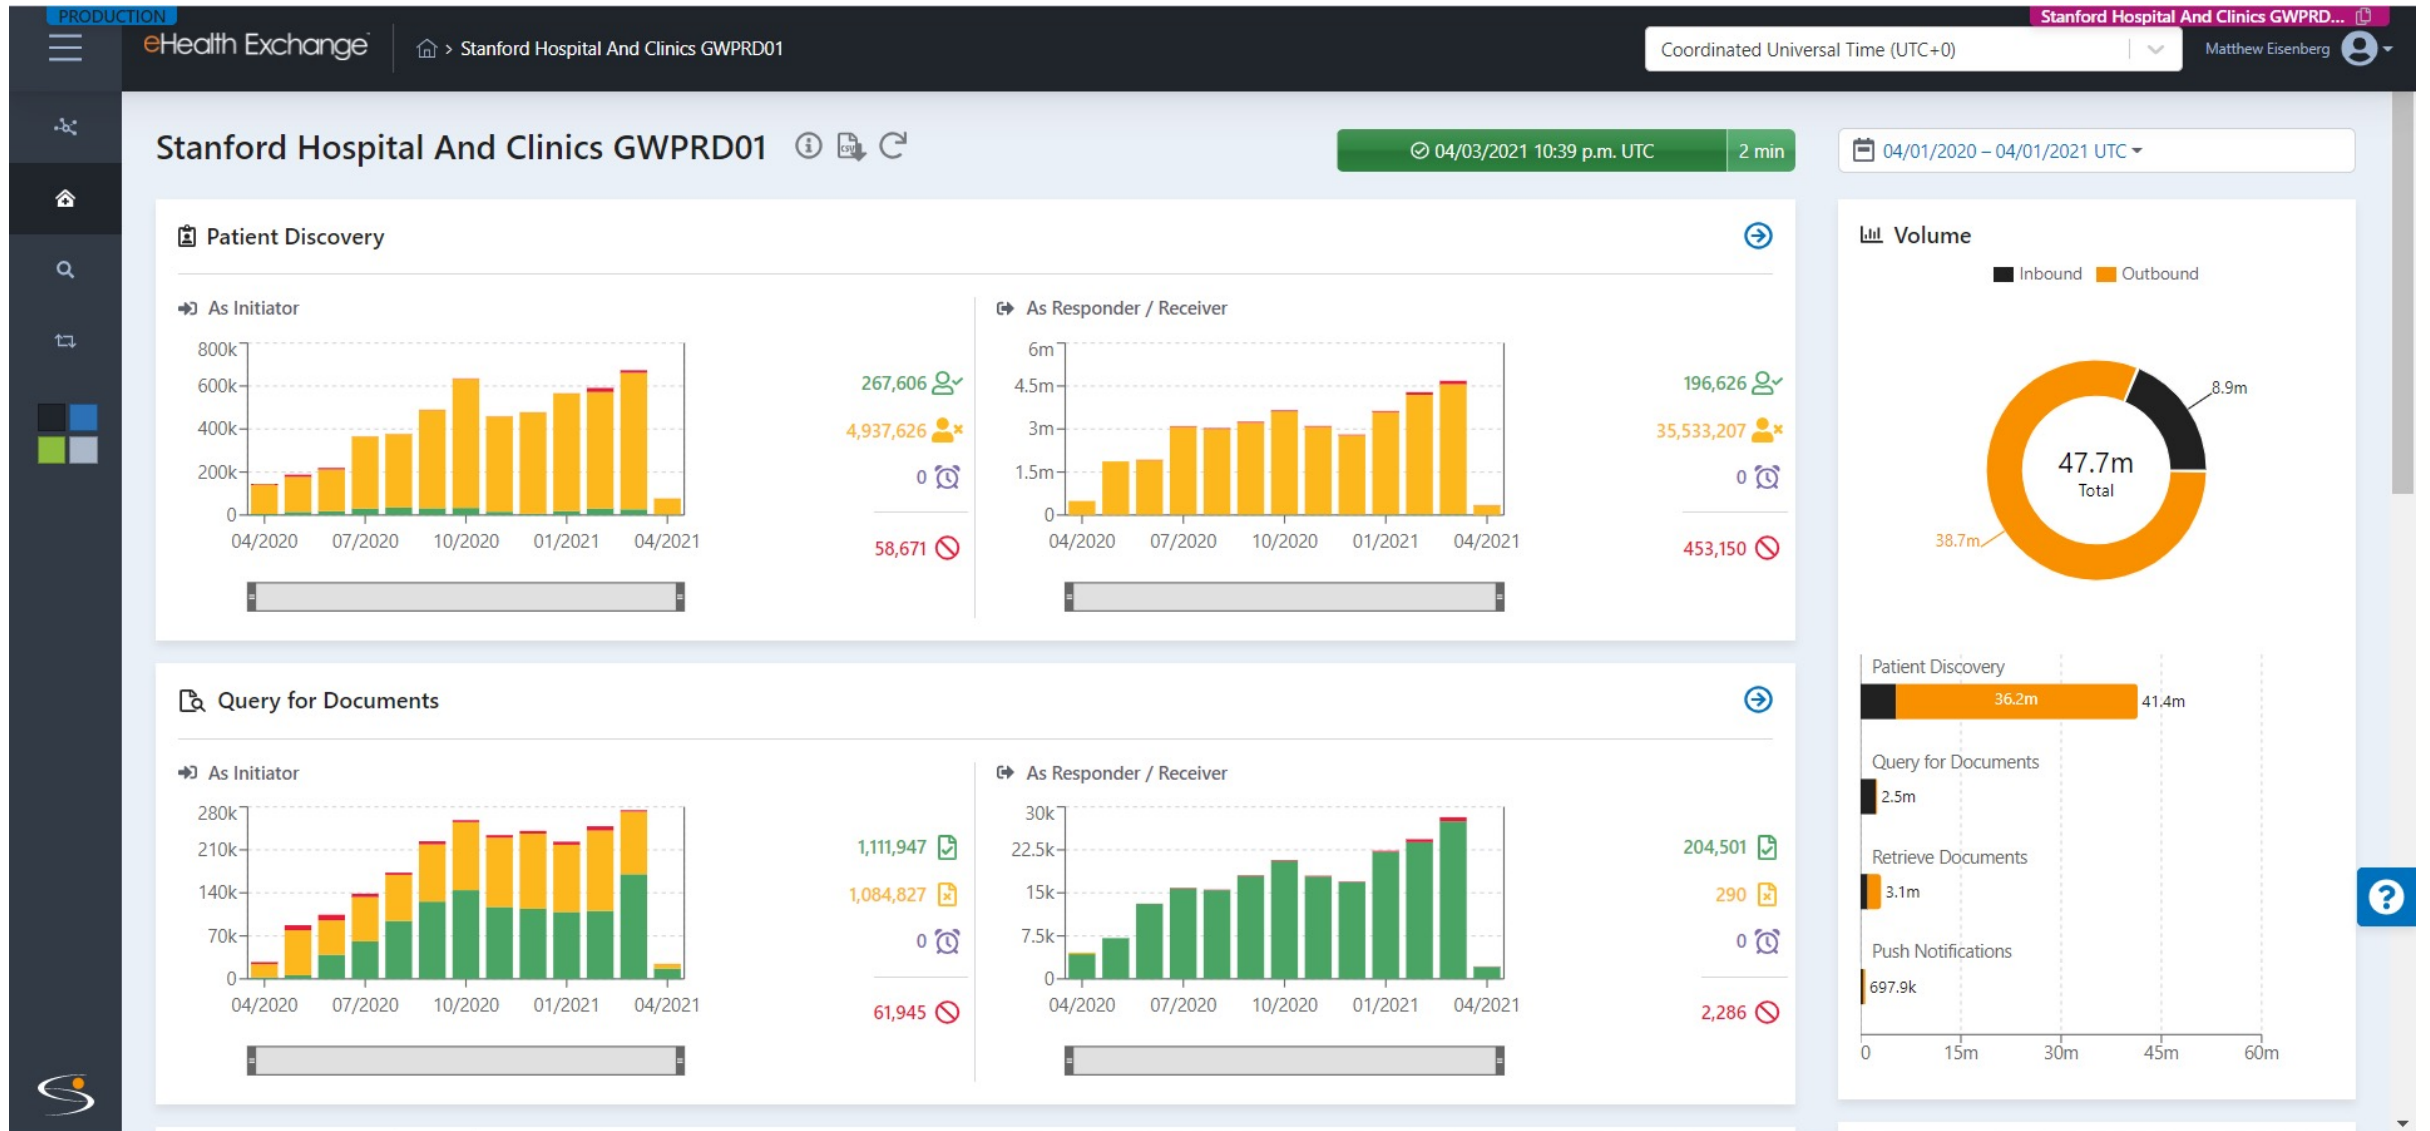 PRODUCTION
Stanford Hospital And Clinics GWPRD...
eHealth Exchange
> Stanford Hospital And Clinics GWPRD01
Coordinated Universal Time (UTC+0)
Matthew Eisenberg
Stanford Hospital And Clinics GWPRD01
CSV
04/03/2021 10:39 p.m. UTC
2 min
04/01/2020 – 04/01/2021 UTC
Patient Discovery
As Initiator
800k
600k
400k
200k
0
04/2020 07/2020 10/2020 01/2021 04/2021
267,606
4,937,626
0
58,671
As Responder / Receiver
6m
4.5m
3m
1.5m
0
04/2020 07/2020 10/2020 01/2021 04/2021
196,626
35,533,207
0
453,150
Query for Documents
As Initiator
280k
210k
140k
70k
0
04/2020 07/2020 10/2020 01/2021 04/2021
1,111,947
1,084,827
0
61,945
As Responder / Receiver
30k
22.5k
15k
7.5k
0
04/2020 07/2020 10/2020 01/2021 04/2021
204,501
290
0
2,286
Volume
Inbound Outbound
8.9m
47.7m
Total
38.7m
Patient Discovery
36.2m
41.4m
Query for Documents
2.5m
Retrieve Documents
3.1m
Push Notifications
697.9k
0 15m 30m 45m 60m
?